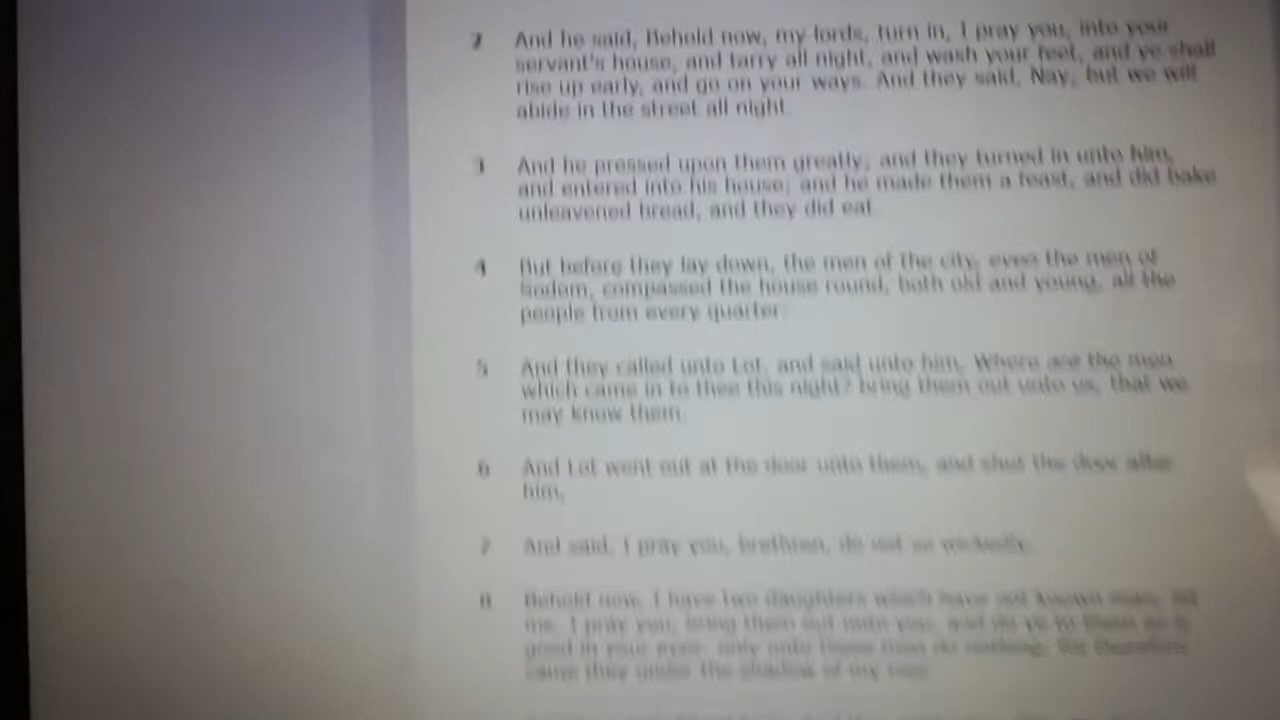 2 And he said, Behold now, my lords, turn in, I pray you, into your
servant's house, and tarry all night, and wash your feet, and ye shall
rise up early, and go on your ways. And they said, Nay; but we will
abide in the street all night.
3 And he pressed upon them greatly; and they turned in unto him,
and entered into his house; and he made them a feast, and did bake
unleavened bread, and they did eat.
4 But before they lay down, the men of the city, even the men of
Sodom, compassed the house round, both old and young, all the
people from every quarter:
5 And they called unto Lot, and said unto him, Where are the men
which came in to thee this night? bring them out unto us, that we
may know them.
6 And Lot went out at the door unto them, and shut the door after
him,
7 And said, I pray you, brethren, do not so wickedly.
8 Behold now, I have two daughters which have not known man; let
me, I pray you, bring them out unto you, and do ye to them as is
good in your eyes: only unto these men do nothing; for therefore
came they under the shadow of my roof.